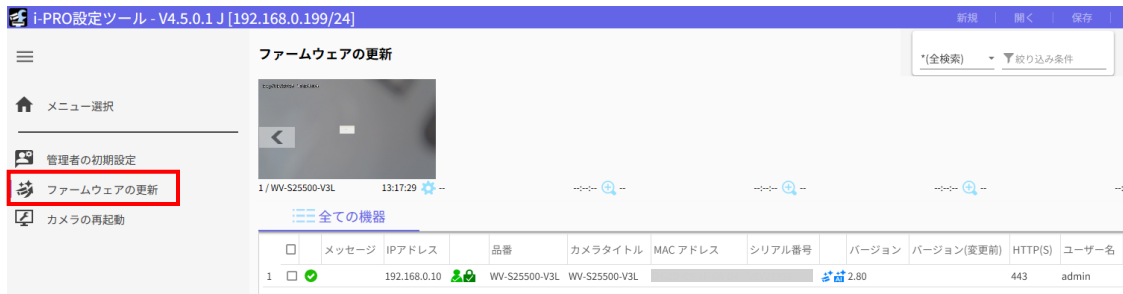 i-PRO設定ツール - V4.5.0.1 J [192.168.0.199/24] 新規 開く 保存
ファームウェアの更新 *(全検索) 絞り込み条件
メニュー選択
管理者の初期設定
ファームウェアの更新
カメラの再起動
1 / WV-S25500-V3L 13:17:29 -- --:--:-- -- --:--:-- -- --:--:-- --
全ての機器
メッセージ IPアドレス 品番 カメラタイトル MAC アドレス シリアル番号 バージョン バージョン(変更前) HTTP(S) ユーザー名
1 192.168.0.10 WV-S25500-V3L WV-S25500-V3L AI 2.80 443 admin